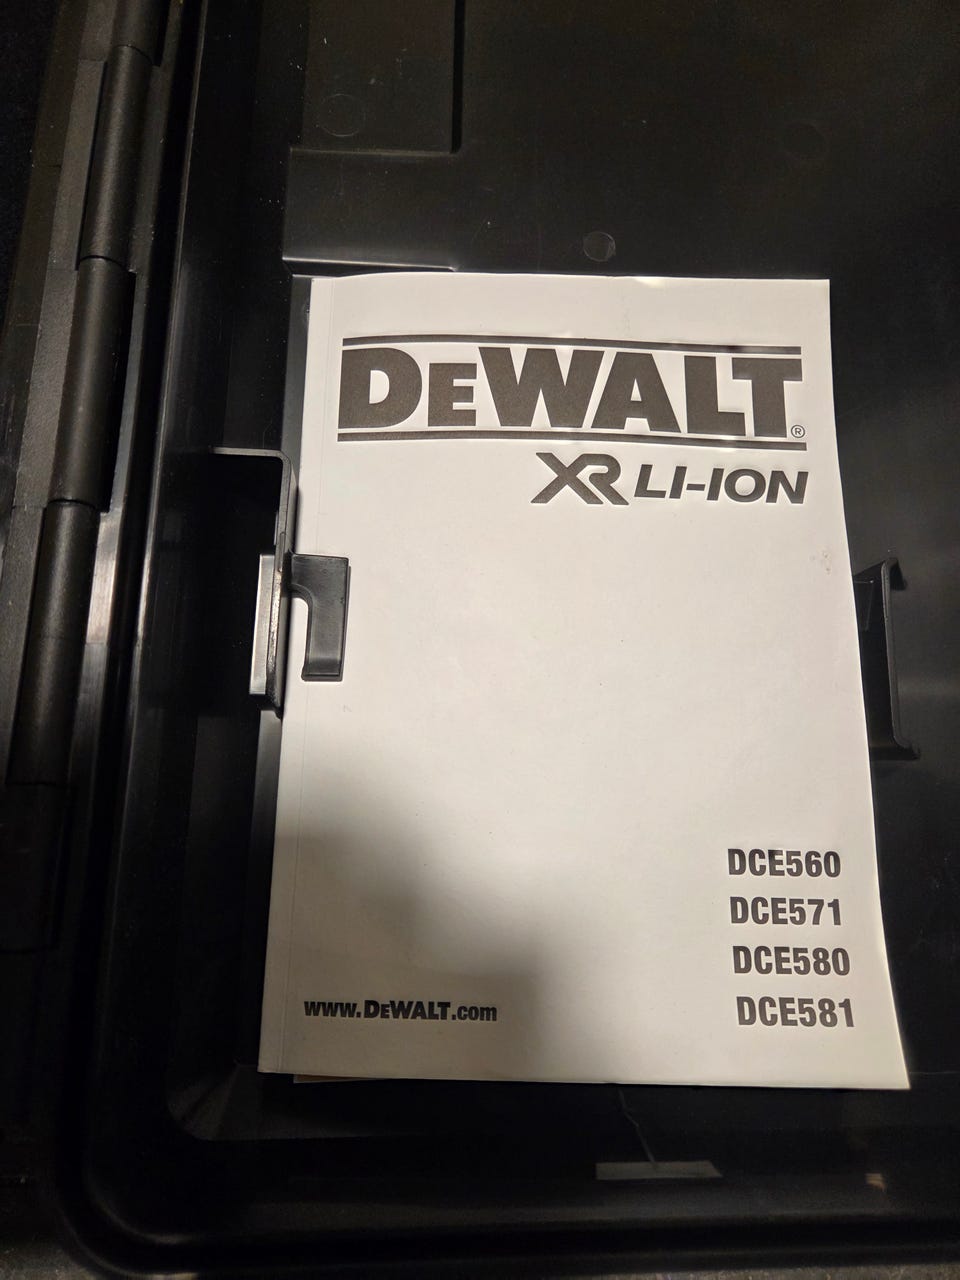 DEWALT®
XR LI-ION
DCE560
DCE571
DCE580
DCE581
www.DEWALT.com